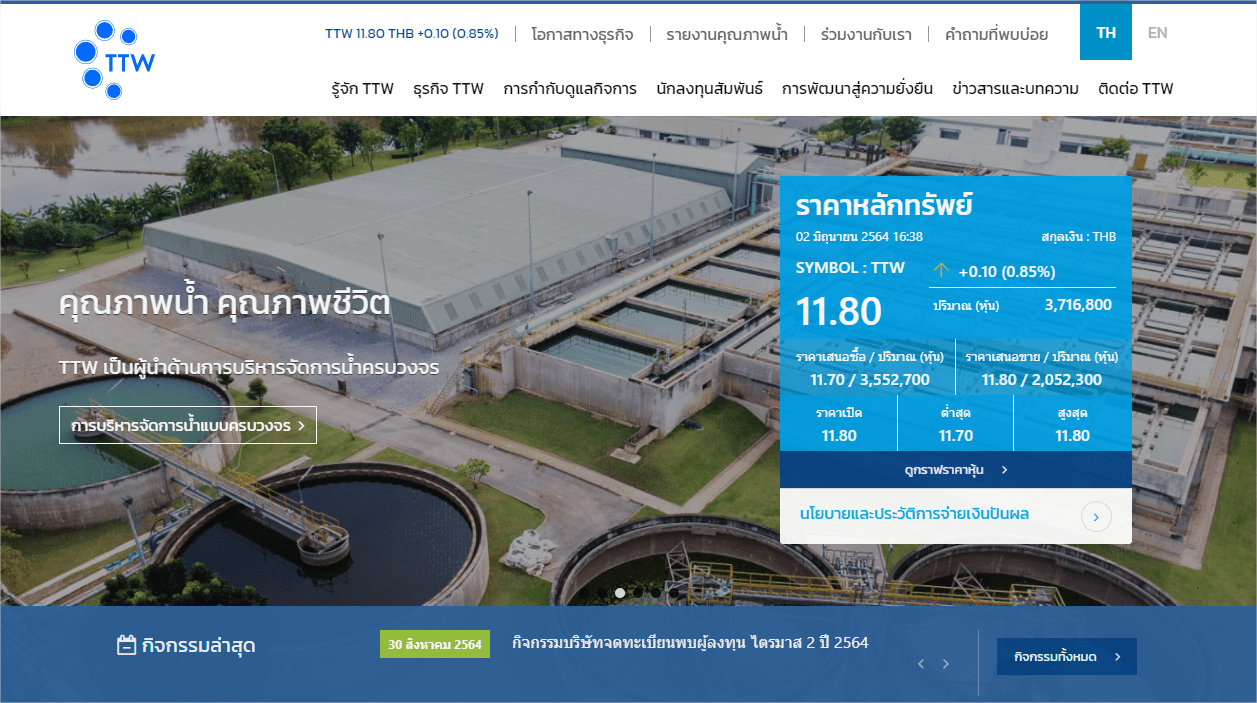 TTW
TTW 11.80 THB +0.10 (0.85%)
โอกาสทางธุรกิจ
รายงานคุณภาพน้ำ
ร่วมงานกับเรา
คำถามที่พบบ่อย
TH
EN
รู้จัก TTW
ธุรกิจ TTW
การกำกับดูแลกิจการ
นักลงทุนสัมพันธ์
การพัฒนาสู่ความยั่งยืน
ข่าวสารและบทความ
ติดต่อ TTW
คุณภาพน้ำ คุณภาพชีวิต
TTW เป็นผู้นำด้านการบริหารจัดการน้ำครบวงจร
การบริหารจัดการน้ำแบบครบวงจร
ราคาหลักทรัพย์
02 มิถุนายน 2564 16:38
สกุลเงิน : THB
SYMBOL : TTW
+0.10 (0.85%)
11.80
ปริมาณ (หุ้น)
3,716,800
ราคาเสนอซื้อ / ปริมาณ (หุ้น)
11.70 / 3,552,700
ราคาเสนอขาย / ปริมาณ (หุ้น)
11.80 / 2,052,300
ราคาเปิด
11.80
ต่ำสุด
11.70
สูงสุด
11.80
ดูกราฟราคาหุ้น
นโยบายและประวัติการจ่ายเงินปันผล
กิจกรรมล่าสุด
30 สิงหาคม 2564
กิจกรรมบริษัทจดทะเบียนพบผู้ลงทุน ไตรมาส 2 ปี 2564
กิจกรรมทั้งหมด